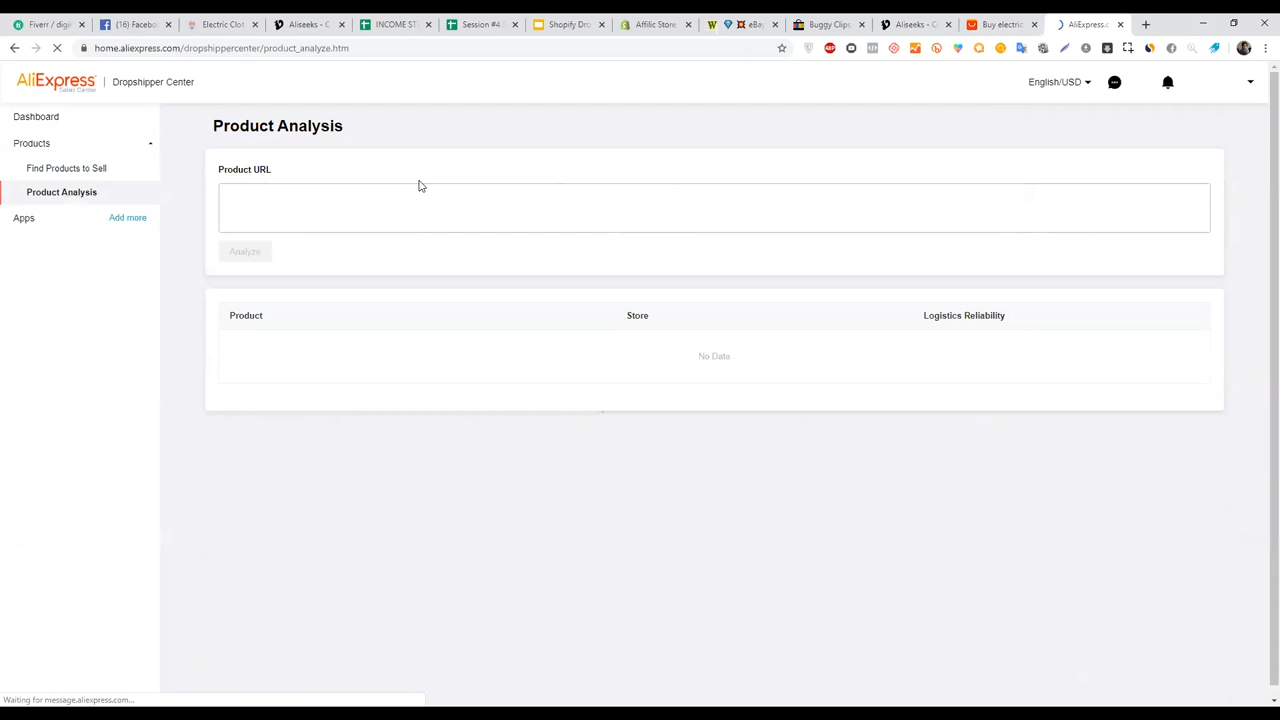 Fiverr / digi
(16) Facebo
Electric Clot
Aliseeks - C
INCOME ST
Session #4
Shopify Dro
Affilic Store
eBay
Buggy Clips
Aliseeks - C
Buy electric
AliExpress.c
home.aliexpress.com/dropshippercenter/product_analyze.htm
AliExpress
Seller Center
Dropshipper Center
English/USD
Dashboard
Products
Find Products to Sell
Product Analysis
Apps
Add more
Product Analysis
Product URL
Analyze
Product
Store
Logistics Reliability
No Data
Waiting for message.aliexpress.com...